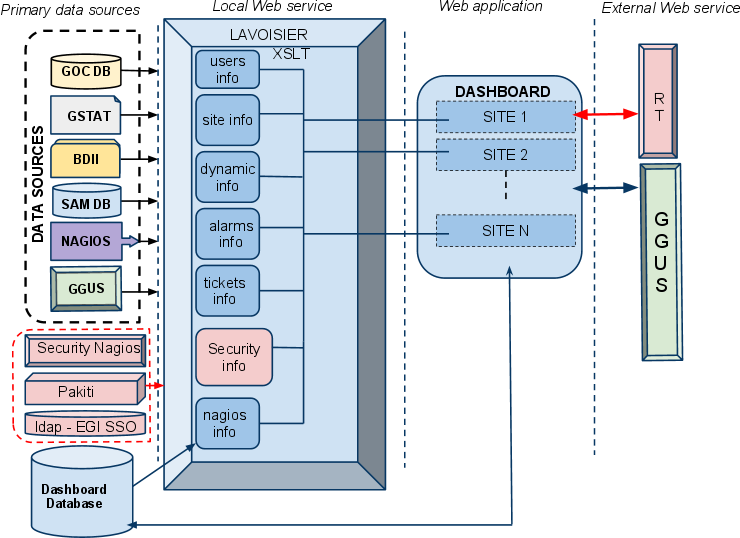 Primary data sources
Local Web service
Web application
External Web service
DATA SOURCES
GOC DB
GSTAT
BDII
SAM DB
NAGIOS
GGUS
Security Nagios
Pakiti
ldap - EGI SSO
Dashboard
Database
LAVOISIER
XSLT
users
info
site info
dynamic
info
alarms
info
tickets
info
Security
info
nagios
info
DASHBOARD
SITE 1
SITE 2
SITE N
R
T
G
G
U
S